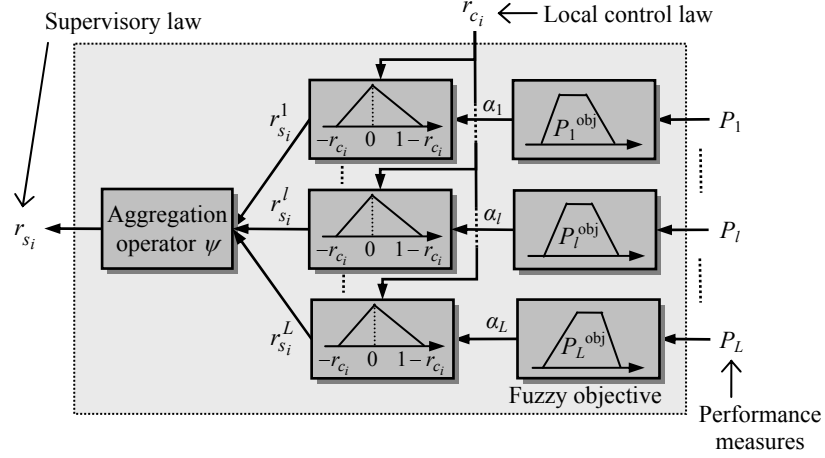 Supervisory law
r_{c_i}
Local control law
r_{s_i}^1
−r_{c_i} 0 1−r_{c_i}
α_1
P_1^{obj}
P_1
r_{s_i}
Aggregation
operator ψ
r_{s_i}^l
−r_{c_i} 0 1−r_{c_i}
α_l
P_l^{obj}
P_l
r_{s_i}^L
−r_{c_i} 0 1−r_{c_i}
α_L
P_L^{obj}
P_L
Fuzzy objective
Performance
measures